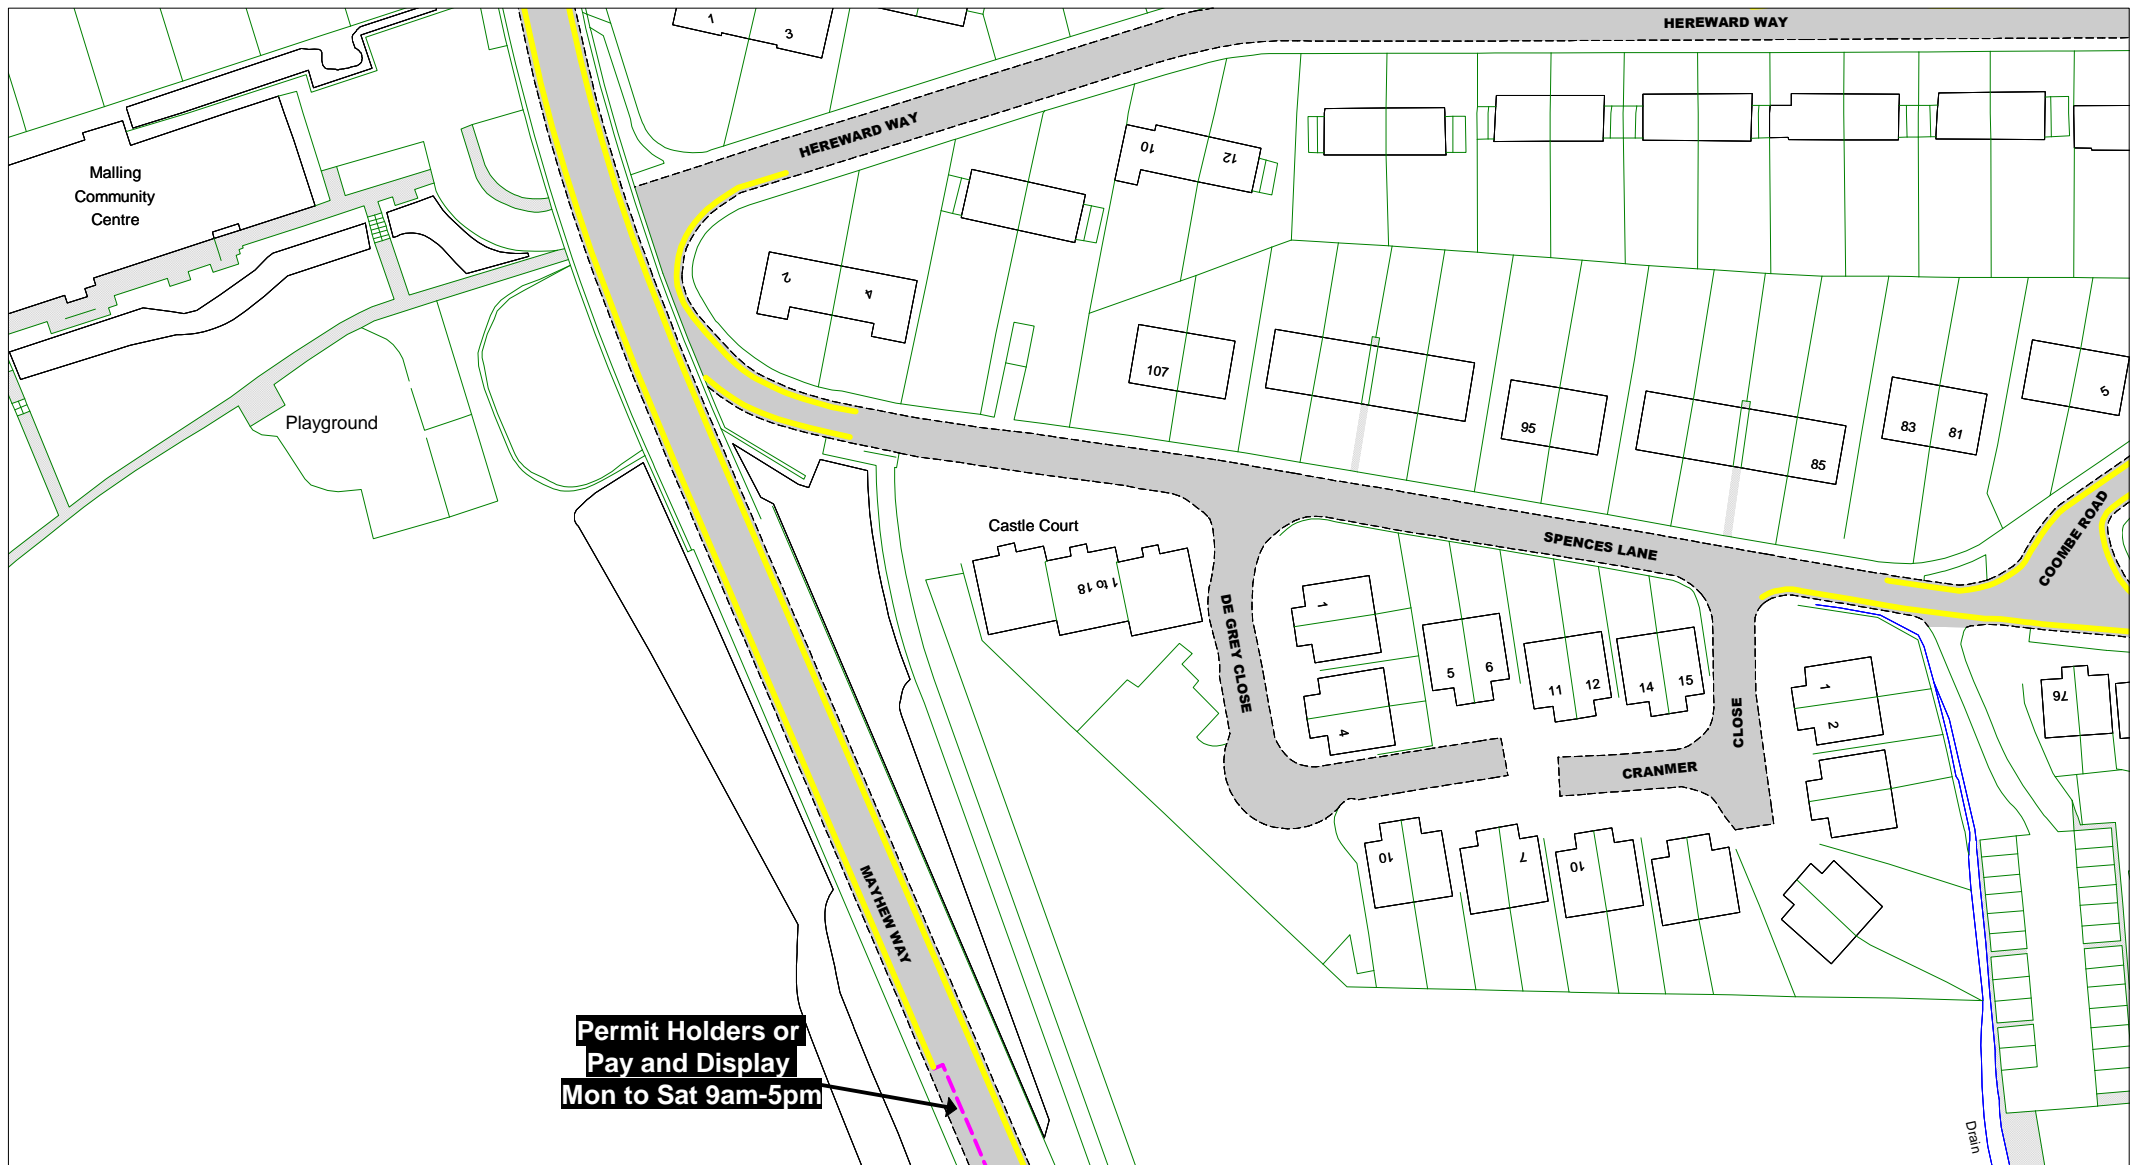 1
3
HEREWARD WAY
HEREWARD WAY
10
12
Malling
Community
Centre
2
4
107
95
85
83
81
5
Playground
Castle Court
1 to 18
SPENCES LANE
COOMBE ROAD
DE GREY CLOSE
1
4
5
6
11
12
14
15
CLOSE
CRANMER
1
2
76
10
7
10
MAYHEW WAY
Permit Holders or
Pay and Display
Mon to Sat 9am-5pm
Drain